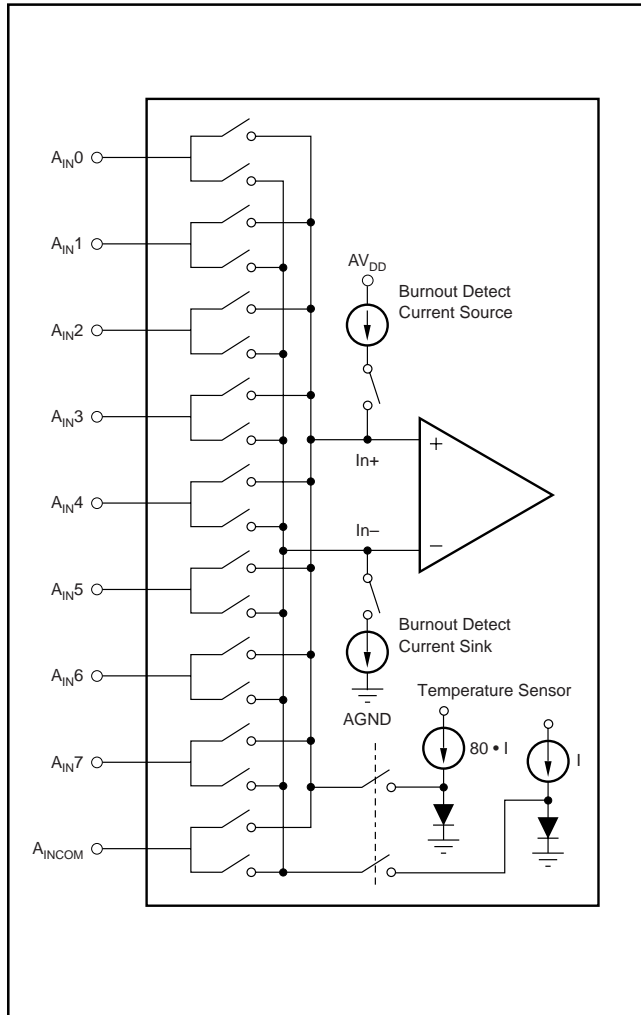 A_IN0
A_IN1
A_IN2
A_IN3
A_IN4
A_IN5
A_IN6
A_IN7
A_INCOM
AV_DD
Burnout Detect
Current Source
In+
+
In–
–
Burnout Detect
Current Sink
AGND
Temperature Sensor
80 • I
I